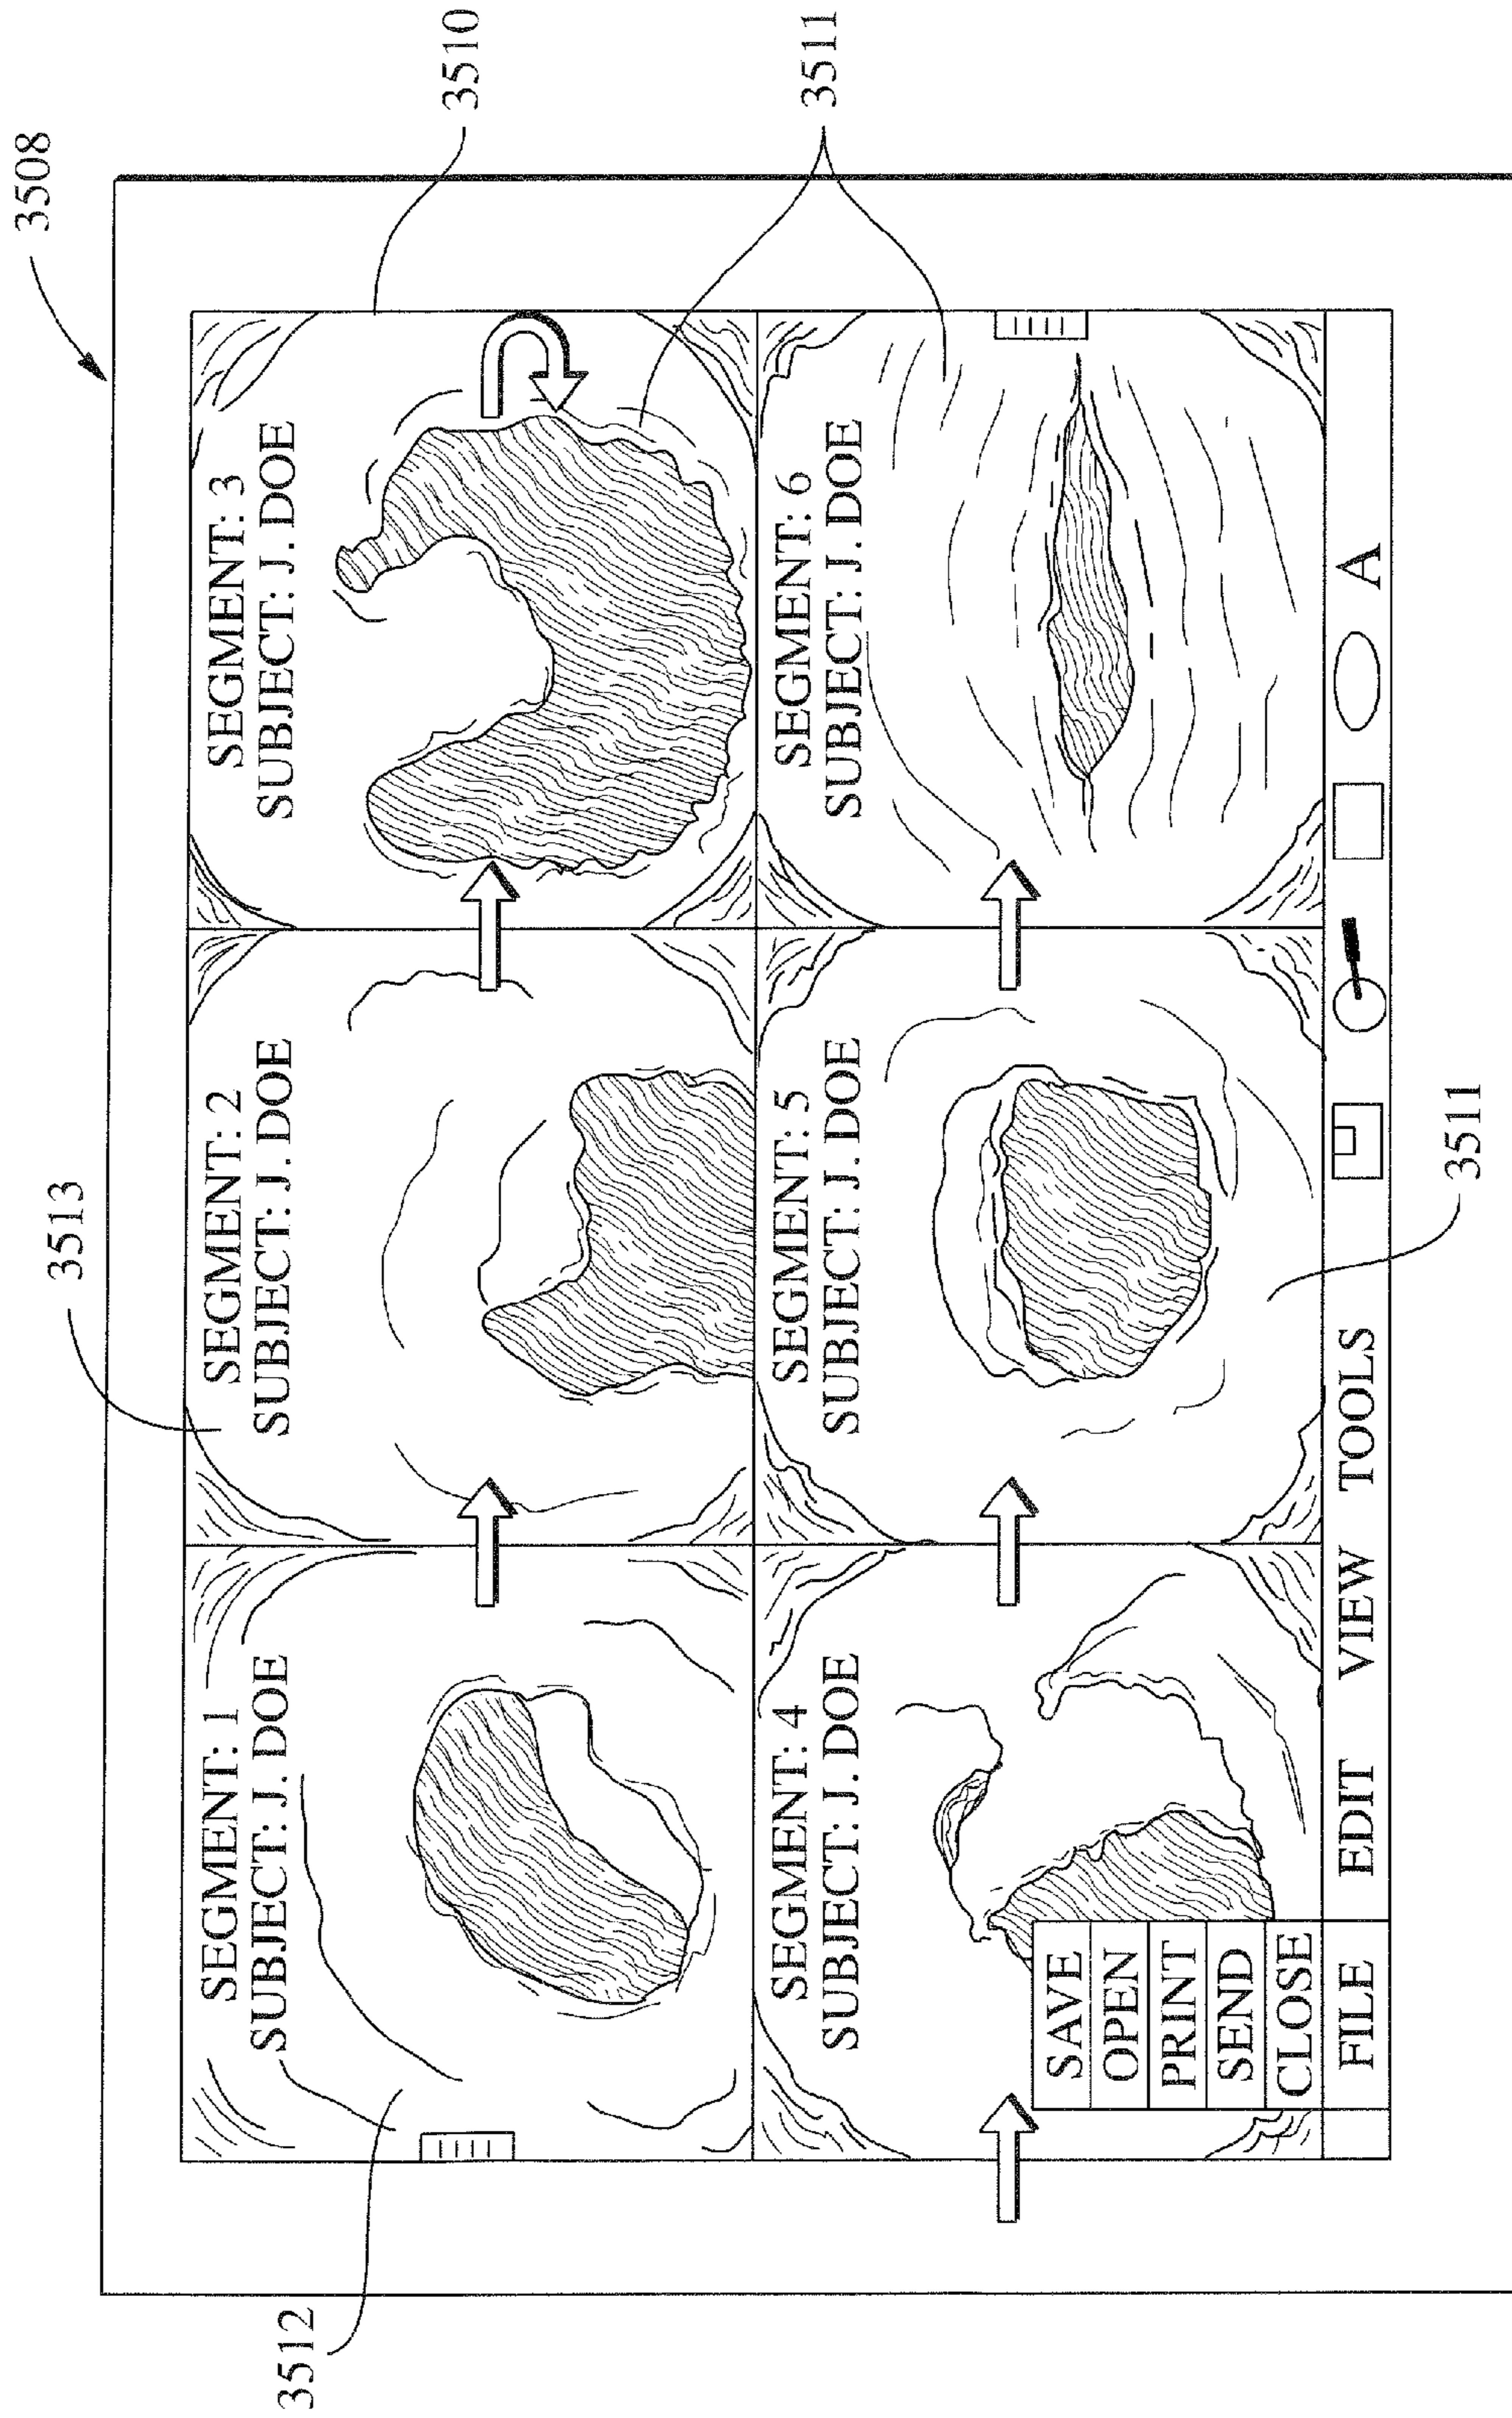 3508
3510
3511
3513
SEGMENT: 1
SUBJECT: J. DOE
SEGMENT: 2
SUBJECT: J. DOE
SEGMENT: 3
SUBJECT: J. DOE
SEGMENT: 4
SUBJECT: J. DOE
SEGMENT: 5
SUBJECT: J. DOE
SEGMENT: 6
SUBJECT: J. DOE
SAVE
OPEN
PRINT
SEND
CLOSE
FILE EDIT VIEW TOOLS A
3512
3511